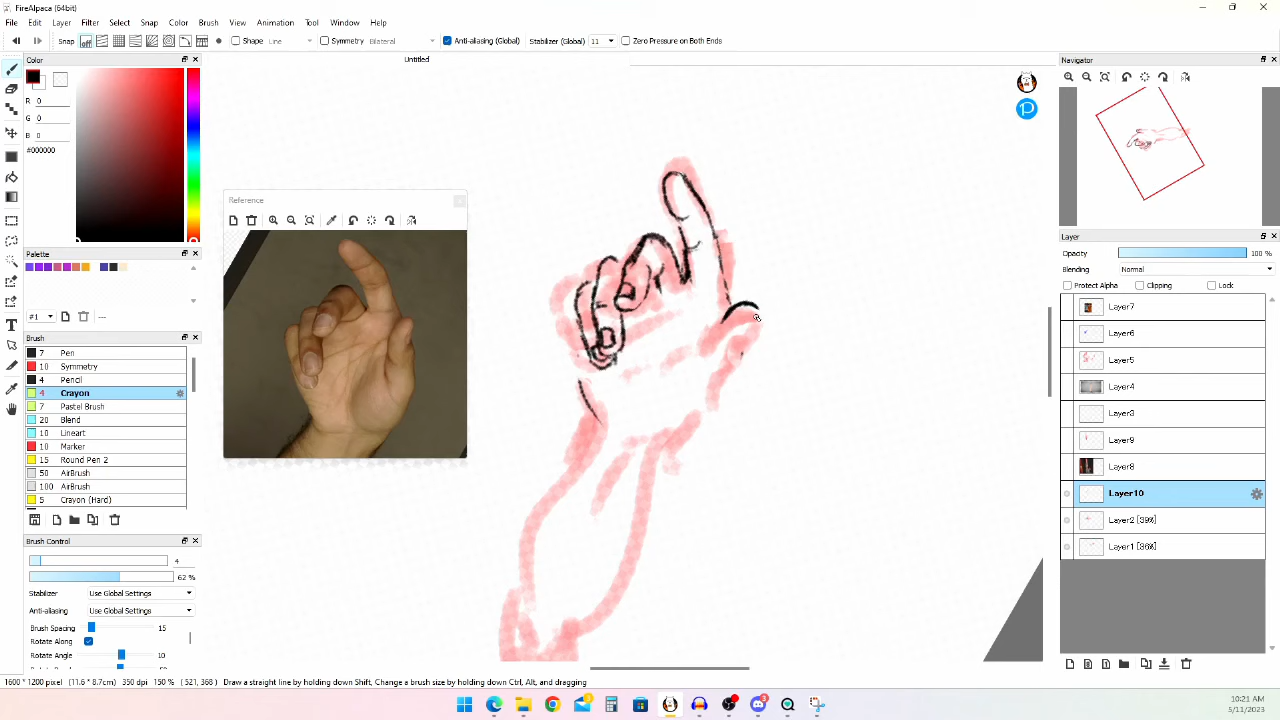 FireAlpaca (64bit)
File Edit Layer Filter Select Snap Color Brush View Animation Tool Window Help
Snap off Shape Line Symmetry Bilateral Anti-aliasing (Global) Stabilizer (Global) 11 Zero Pressure on Both Ends
Color
Untitled
Navigator
R 0
G 0
B 0
#000000
Reference
Palette
#1 ---
Brush
7 Pen
10 Symmetry
4 Pencil
4 Crayon
7 Pastel Brush
20 Blend
10 Lineart
10 Marker
15 Round Pen 2
50 AirBrush
100 AirBrush
5 Crayon (Hard)
Brush Control
4
62 %
Stabilizer Use Global Settings
Anti-aliasing Use Global Settings
Brush Spacing 15
Rotate Along
Rotate Angle 10
Layer
Opacity 100 %
Blending Normal
Protect Alpha Clipping Lock
Layer7
Layer6
Layer5
Layer4
Layer3
Layer9
Layer8
Layer10
Layer2 [39%]
Layer1 [36%]
1600 * 1200 pixel (11.6 * 8.7cm) 350 dpi 150 % (521, 368) Draw a straight line by holding down Shift, Change a brush size by holding down Ctrl, Alt, and dragging
10:21 AM
5/11/2023